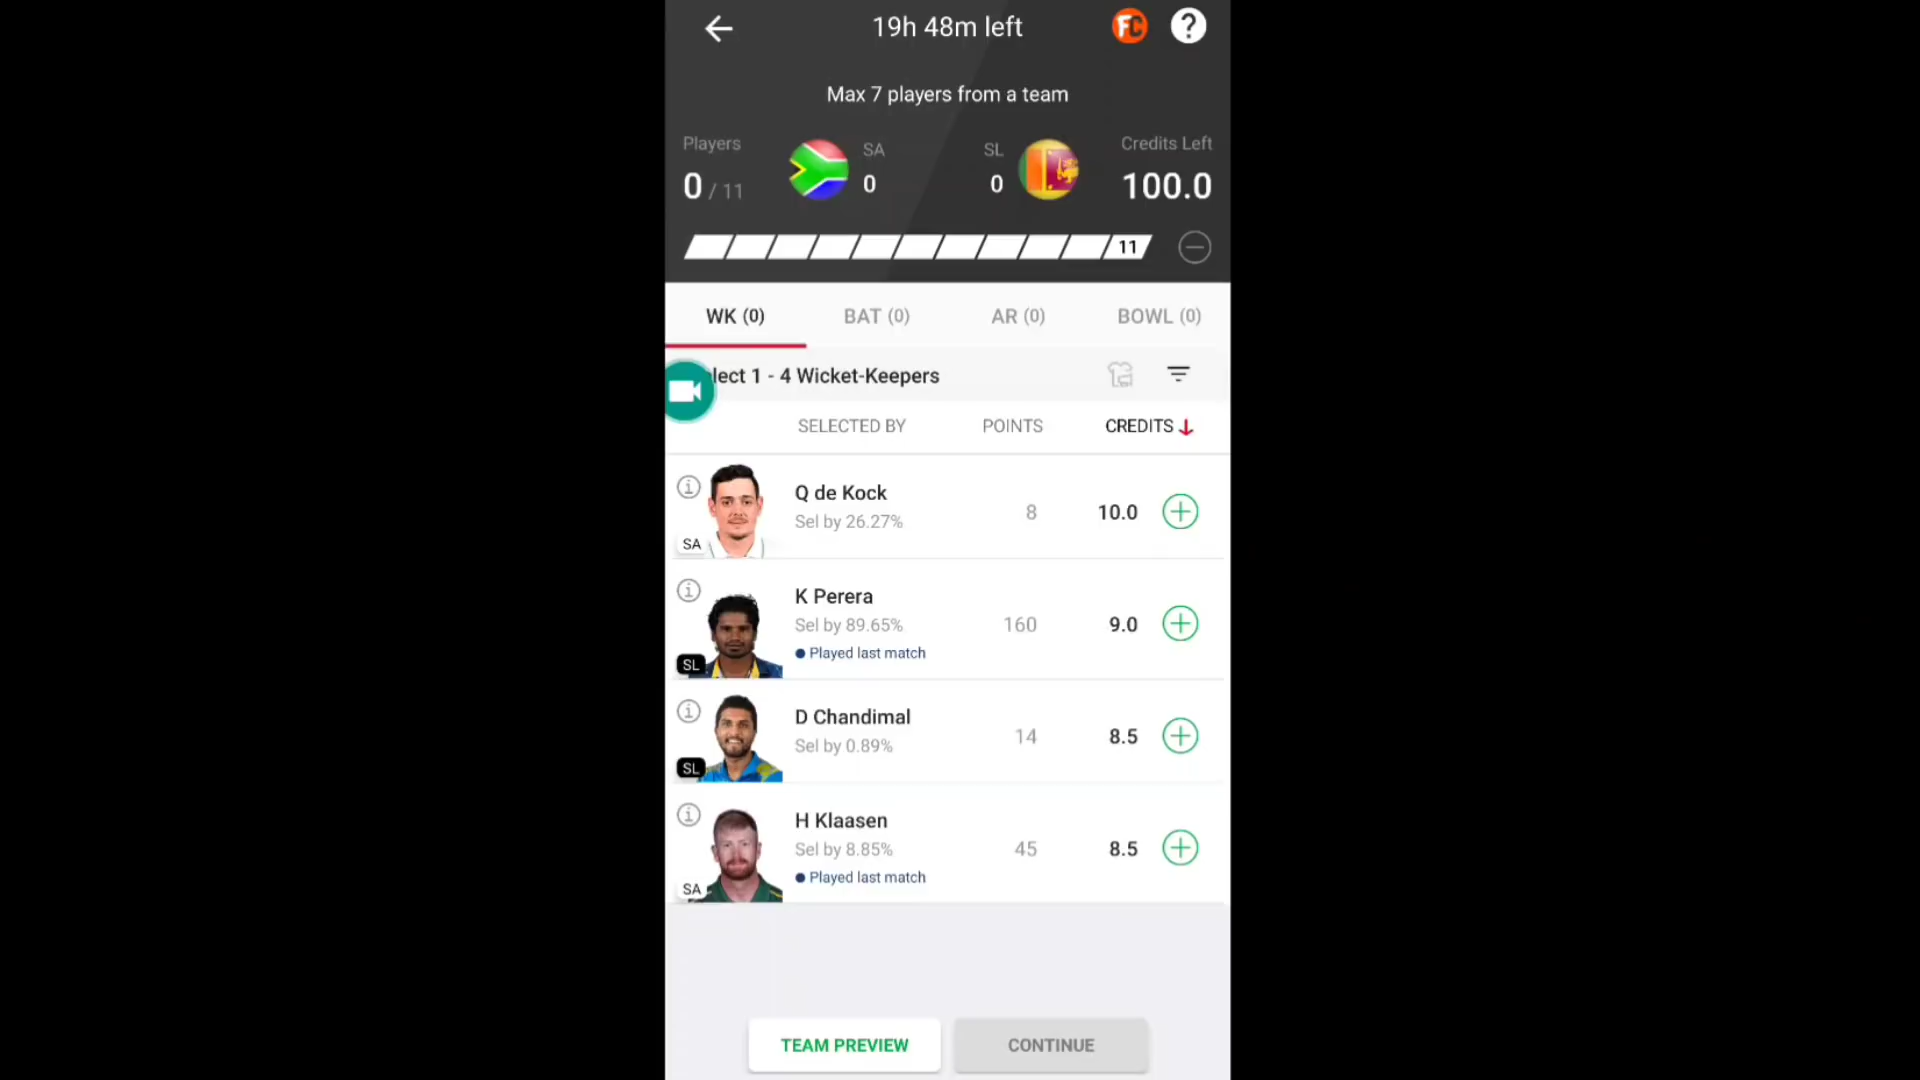 19h 48m left
FC
?
Max 7 players from a team
Players
0 / 11
SA
0
SL
0
Credits Left
100.0
11
WK (0)
BAT (0)
AR (0)
BOWL (0)
lect 1 - 4 Wicket-Keepers
SELECTED BY
POINTS
CREDITS
Q de Kock
Sel by 26.27%
8
10.0
SA
K Perera
Sel by 89.65%
Played last match
160
9.0
SL
D Chandimal
Sel by 0.89%
14
8.5
SL
H Klaasen
Sel by 8.85%
Played last match
45
8.5
SA
TEAM PREVIEW
CONTINUE